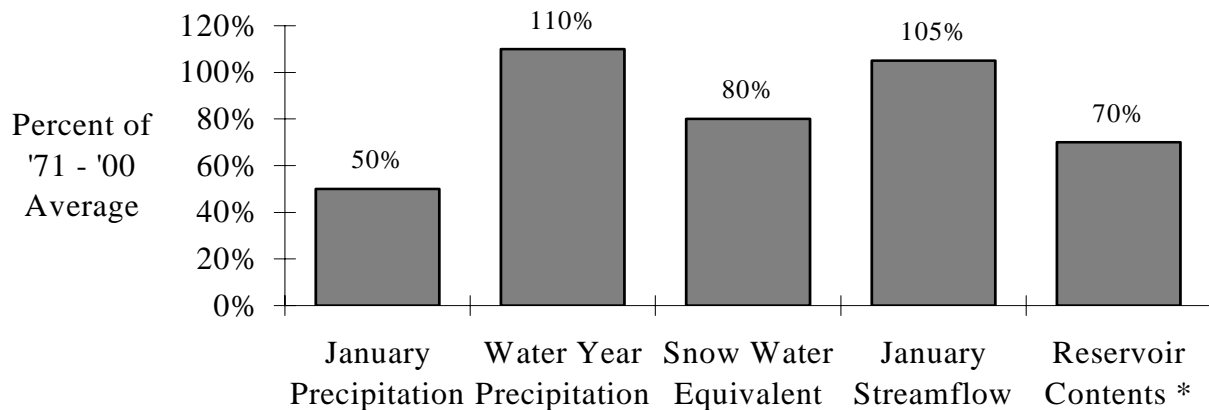 120%
100%
80%
60%
40%
20%
0%
Percent of
'71 - '00
Average
50%
110%
80%
105%
70%
January
Precipitation
Water Year
Precipitation
Snow Water
Equivalent
January
Streamflow
Reservoir
Contents *